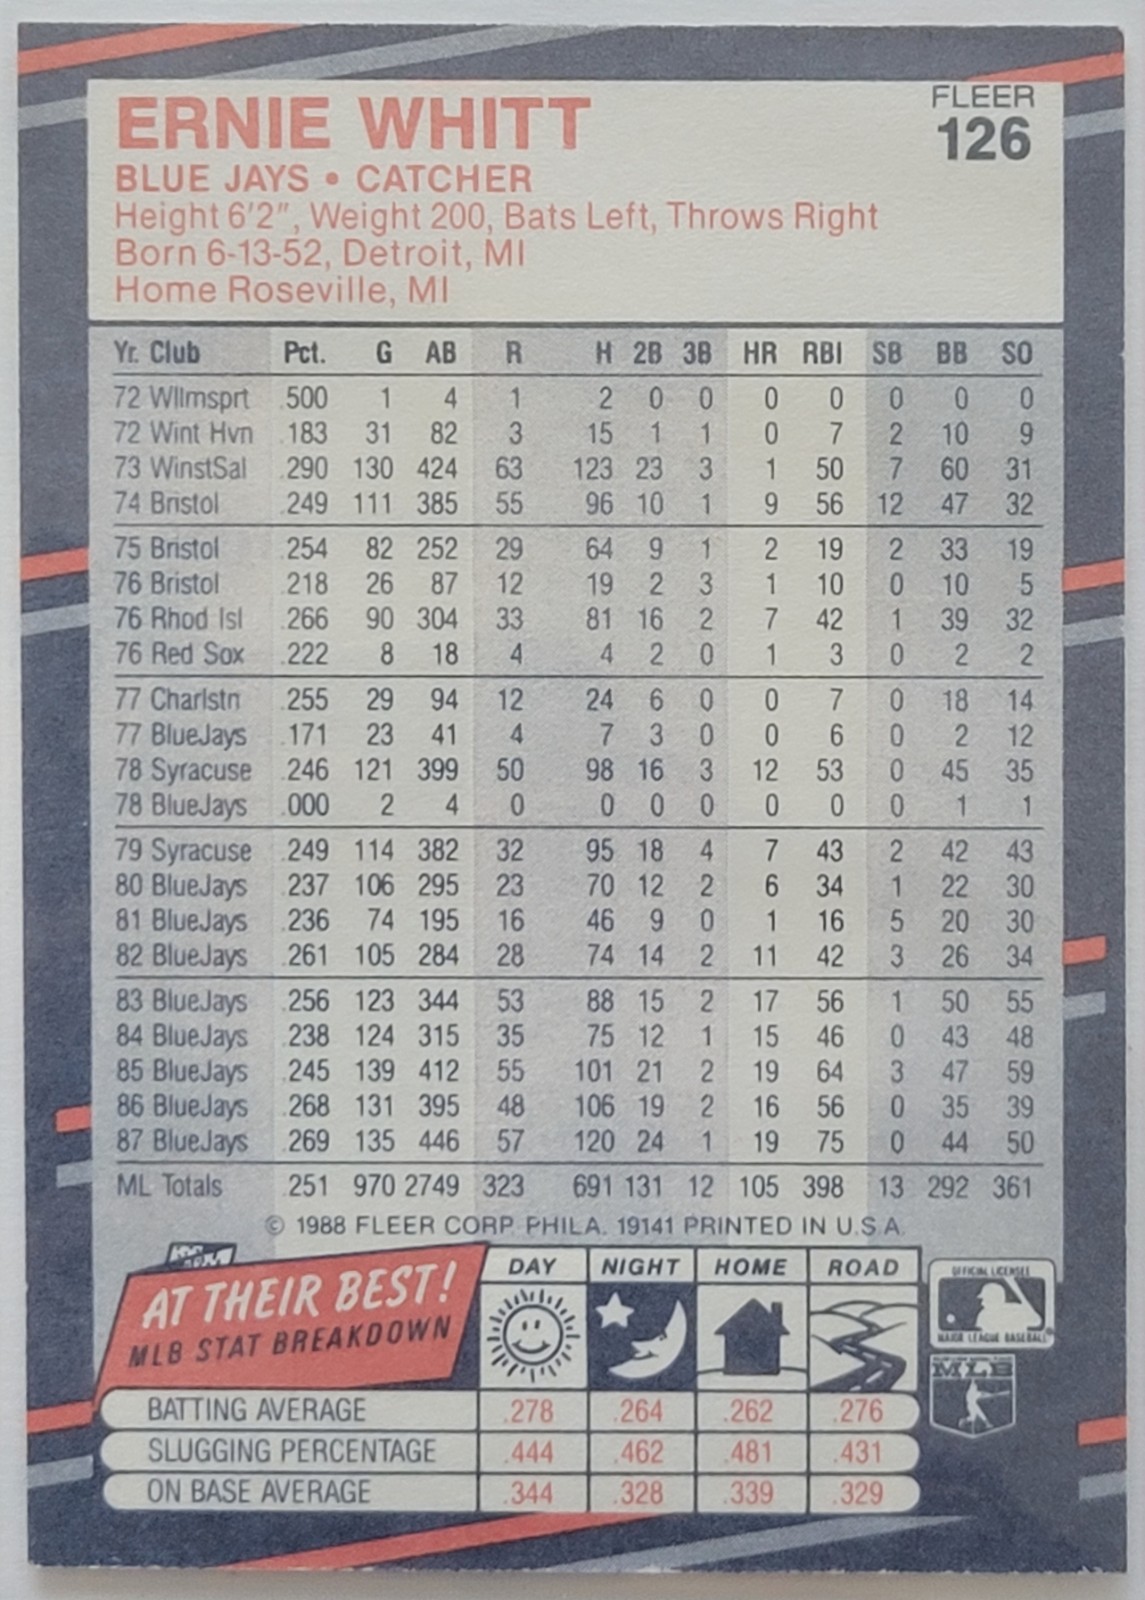 ERNIE WHITT
FLEER
126
BLUE JAYS • CATCHER
Height 6'2", Weight 200, Bats Left, Throws Right
Born 6-13-52, Detroit, MI
Home Roseville, MI
Yr. Club Pct. G AB R H 2B 3B HR RBI SB BB SO
72 Wllmsprt .500 1 4 1 2 0 0 0 0 0 0 0
72 Wint Hvn .183 31 82 3 15 1 1 0 7 2 10 9
73 WinstSal .290 130 424 63 123 23 3 1 50 7 60 31
74 Bristol .249 111 385 55 96 10 1 9 56 12 47 32
75 Bristol .254 82 252 29 64 9 1 2 19 2 33 19
76 Bristol .218 26 87 12 19 2 3 1 10 0 10 5
76 Rhod Isl .266 90 304 33 81 16 2 7 42 1 39 32
76 Red Sox .222 8 18 4 4 2 0 1 3 0 2 2
77 Charlstn .255 29 94 12 24 6 0 0 7 0 18 14
77 BlueJays .171 23 41 4 7 3 0 0 6 0 2 12
78 Syracuse .246 121 399 50 98 16 3 12 53 0 45 35
78 BlueJays .000 2 4 0 0 0 0 0 0 0 1 1
79 Syracuse .249 114 382 32 95 18 4 7 43 2 42 43
80 BlueJays .237 106 295 23 70 12 2 6 34 1 22 30
81 BlueJays .236 74 195 16 46 9 0 1 16 5 20 30
82 BlueJays .261 105 284 28 74 14 2 11 42 3 26 34
83 BlueJays .256 123 344 53 88 15 2 17 56 1 50 55
84 BlueJays .238 124 315 35 75 12 1 15 46 0 43 48
85 BlueJays .245 139 412 55 101 21 2 19 64 3 47 59
86 BlueJays .268 131 395 48 106 19 2 16 56 0 35 39
87 BlueJays .269 135 446 57 120 24 1 19 75 0 44 50
ML Totals .251 970 2749 323 691 131 12 105 398 13 292 361
© 1988 FLEER CORP. PHILA. 19141 PRINTED IN U.S.A.
AT THEIR BEST!
MLB STAT BREAKDOWN
DAY NIGHT HOME ROAD
BATTING AVERAGE .278 .264 .262 .276
SLUGGING PERCENTAGE .444 .462 .481 .431
ON BASE AVERAGE .344 .328 .339 .329
OFFICIAL LICENSEE
MAJOR LEAGUE BASEBALL®
MLB